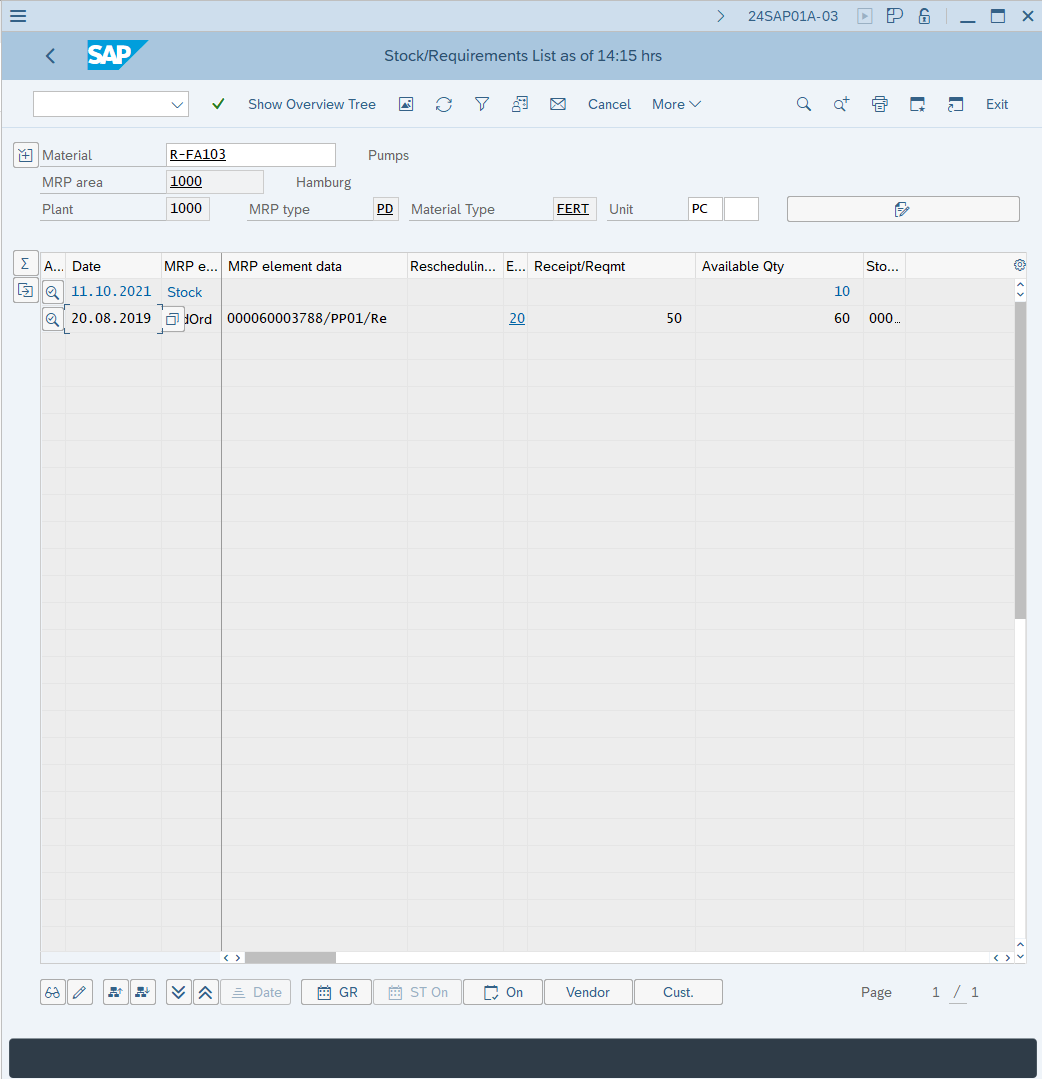 24SAP01A-03
SAP
Stock/Requirements List as of 14:15 hrs
Show Overview Tree Cancel More Exit
Material R-FA103 Pumps
MRP area 1000 Hamburg
Plant 1000 MRP type PD Material Type FERT Unit PC
Σ A... Date MRP e... MRP element data Reschedulin... E... Receipt/Reqmt Available Qty Sto...
11.10.2021 Stock 10
20.08.2019 dOrd 000060003788/PP01/Re 20 50 60 000...
Date GR ST On On Vendor Cust. Page 1 / 1